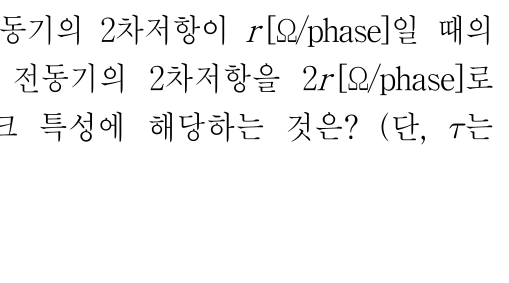 동기의 2차저항이 r[Ω/phase]일 때의
전동기의 2차저항을 2r[Ω/phase]로
크 특성에 해당하는 것은? (단, τ는